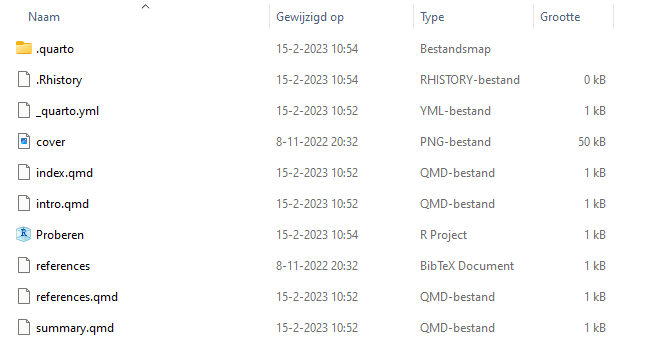 Naam Gewijzigd op Type Grootte
.quarto 15-2-2023 10:54 Bestandsmap
.Rhistory 15-2-2023 10:54 RHISTORY-bestand 0 kB
_quarto.yml 15-2-2023 10:52 YML-bestand 1 kB
cover 8-11-2022 20:32 PNG-bestand 50 kB
index.qmd 15-2-2023 10:52 QMD-bestand 1 kB
intro.qmd 15-2-2023 10:52 QMD-bestand 1 kB
Proberen 15-2-2023 10:54 R Project 1 kB
references 8-11-2022 20:32 BibTeX Document 1 kB
references.qmd 15-2-2023 10:52 QMD-bestand 1 kB
summary.qmd 15-2-2023 10:52 QMD-bestand 1 kB